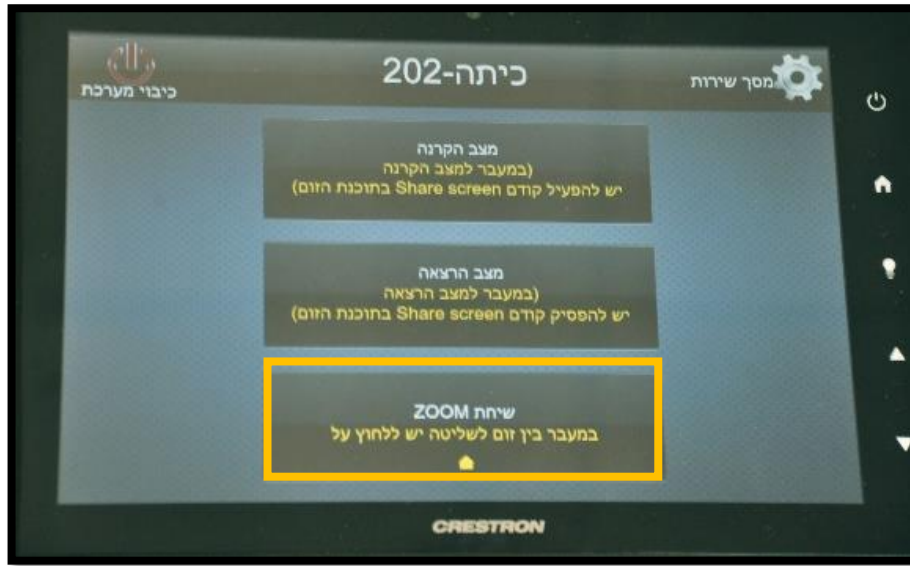 מסך שירות
כיתה-202
כיבוי מערכת
מצב הקרנה
(במעבר למצב הקרנה
יש להפעיל קודם Share screen בתוכנת הזום)
מצב הרצאה
(במעבר למצב הרצאה
יש להפסיק קודם Share screen בתוכנת הזום)
שיחת ZOOM
במעבר בין זום לשליטה יש ללחוץ על
CRESTRON